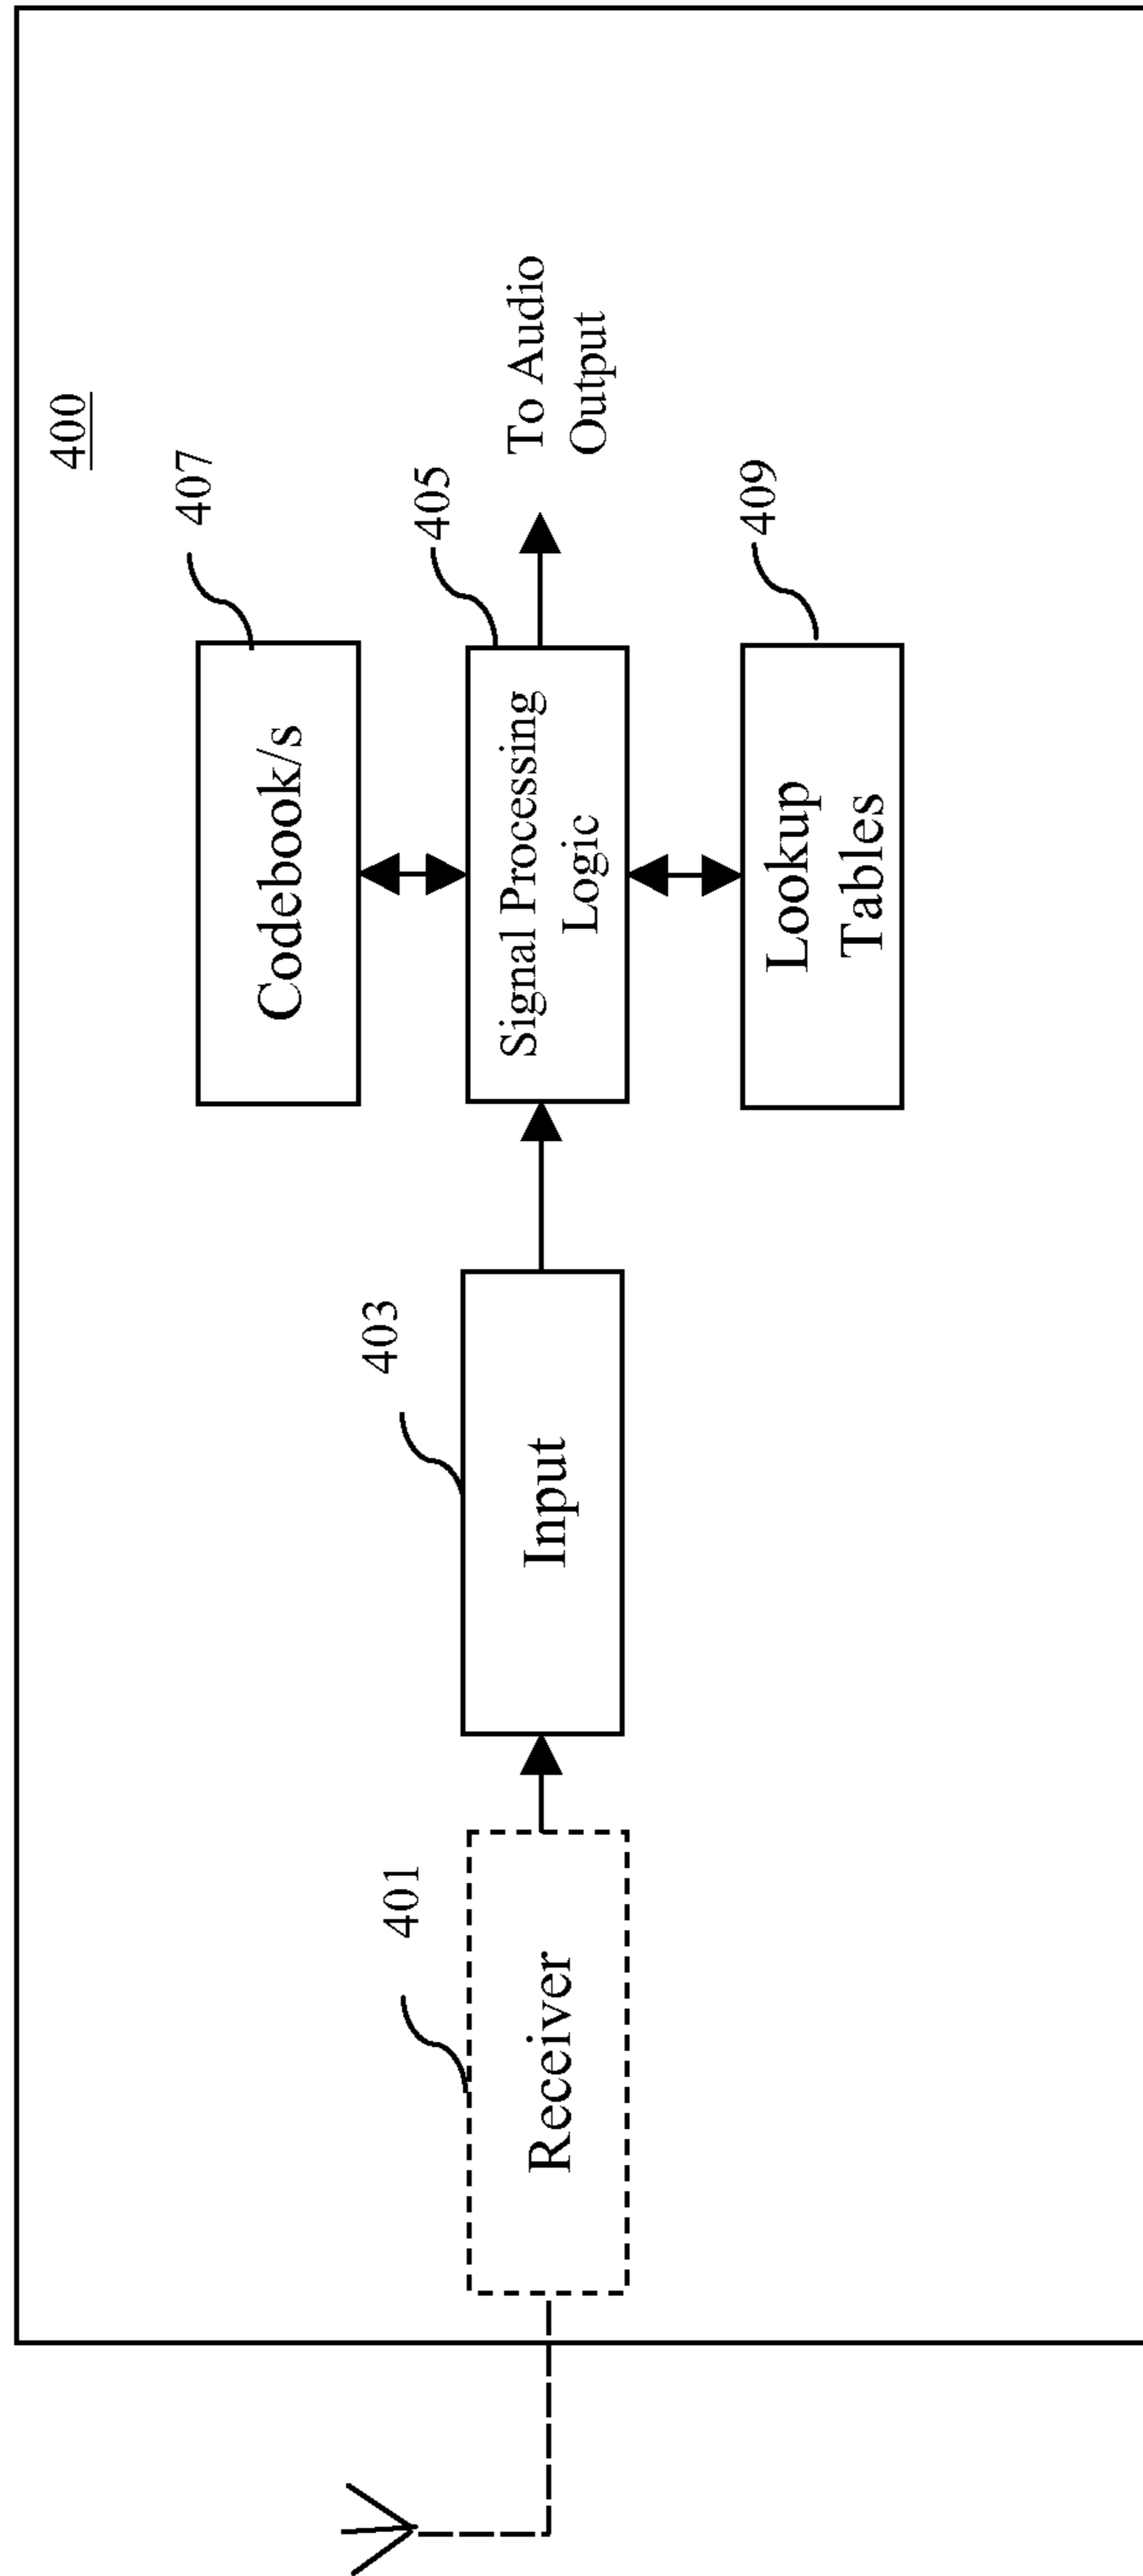 400
407
Codebook/s
401
403
405
Receiver
Input
Signal Processing
Logic
To Audio
Output
409
Lookup
Tables